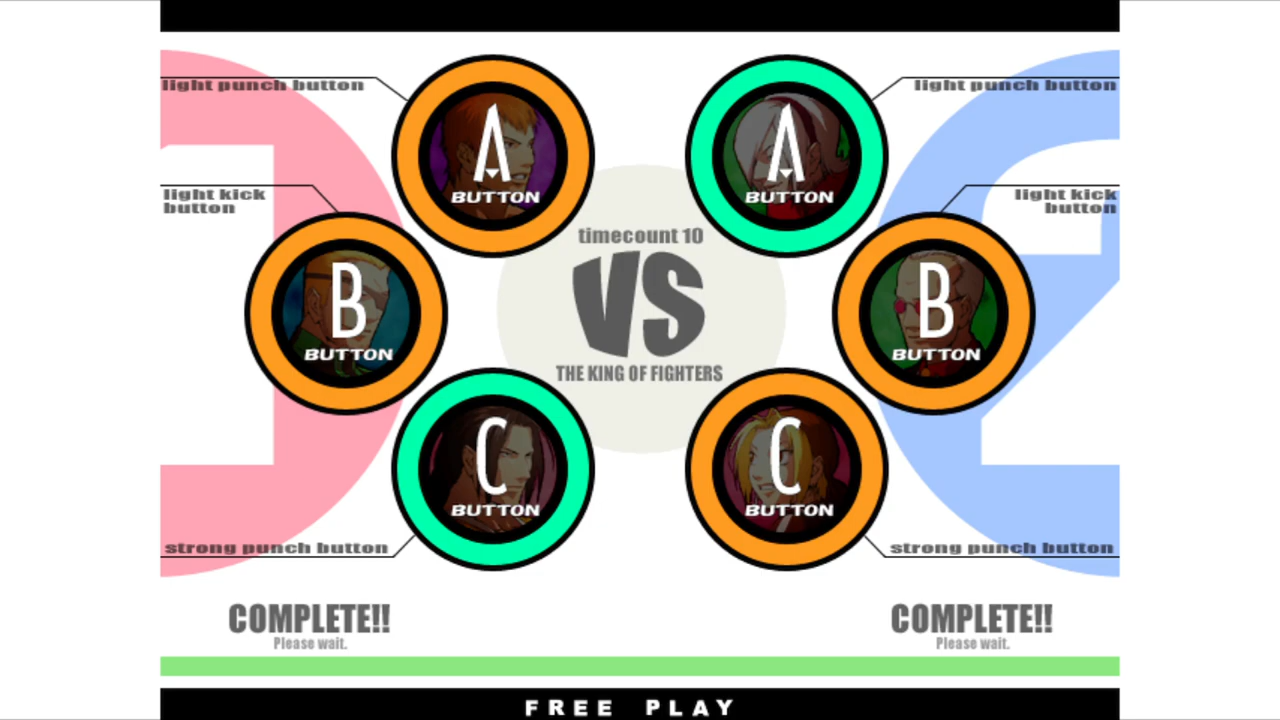 light punch button
light punch button
A
BUTTON
A
BUTTON
light kick
button
light kick
button
timecount 10
VS
THE KING OF FIGHTERS
B
BUTTON
B
BUTTON
C
BUTTON
C
BUTTON
strong punch button
strong punch button
COMPLETE!!
Please wait.
COMPLETE!!
Please wait.
FREE PLAY
1
2